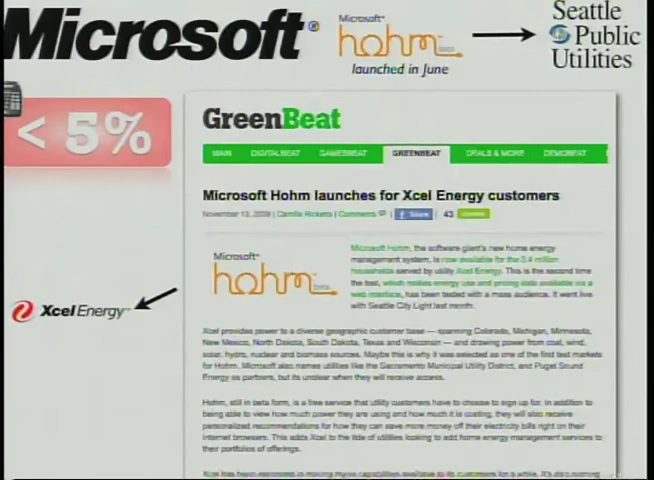 Microsoft®
Microsoft®
hohm beta
launched in June
Seattle
Public
Utilities
< 5%
GreenBeat
MAIN DIGITALBEAT GAMESBEAT GREENBEAT DEALS & MORE DEMOBEAT
Microsoft Hohm launches for Xcel Energy customers
November 13, 2009 | Camille Ricketts | Comments
Share 43
Microsoft®
hohm beta
Microsoft Hohm, the software giant's new home energy
management system, is now available for the 3.4 million
households served by utility Xcel Energy. This is the second time
the tool, which makes energy use and pricing data available via a
web interface, has been tested with a mass audience. It went live
with Seattle City Light last month.
Xcel Energy™
Xcel provides power to a diverse geographic customer base — spanning Colorado, Michigan, Minnesota,
New Mexico, North Dakota, South Dakota, Texas and Wisconsin — and drawing power from coal, wind,
solar, hydro, nuclear and biomass sources. Maybe this is why it was selected as one of the first test markets
for Hohm. Microsoft also names utilities like the Sacramento Municipal Utility District, and Puget Sound
Energy as partners, but its unclear when they will receive access.
Hohm, still in beta form, is a free service that utility customers have to choose to sign up for. In addition to
being able to view how much power they are using and how much it is costing, they will also receive
personalized recommendations for how they can save more money off their electricity bills right on their
internet browsers. This adds Xcel to the tide of utilities looking to add home energy management services to
their portfolios of offerings.